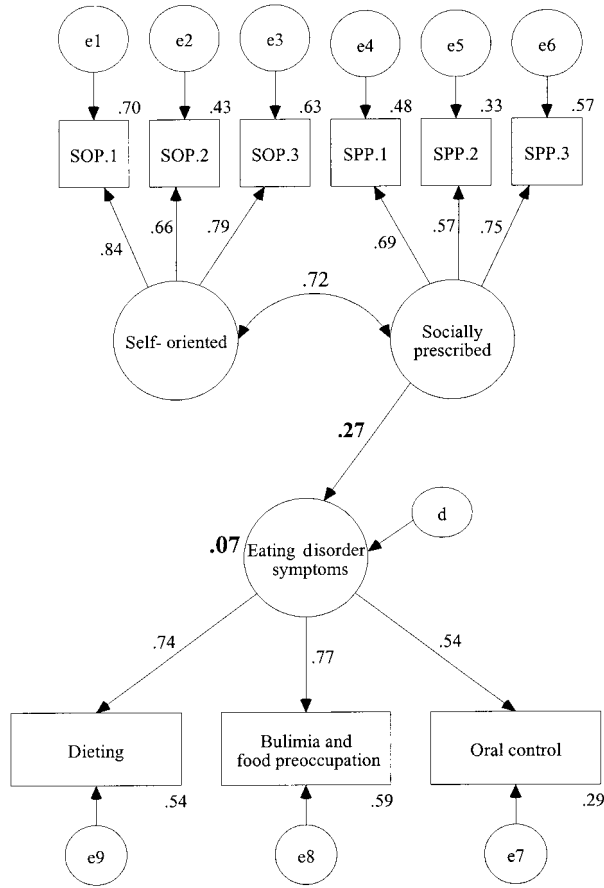 e1 e2 e3 e4 e5 e6
.70 .43 .63 .48 .33 .57
SOP.1 SOP.2 SOP.3 SPP.1 SPP.2 SPP.3
.84 .66 .79 .69 .57 .75
.72
Self- oriented
Socially
prescribed
.27
d
.07
Eating disorder
symptoms
.74 .77 .54
Dieting
Bulimia and
food preoccupation
Oral control
.54 .59 .29
e9 e8 e7